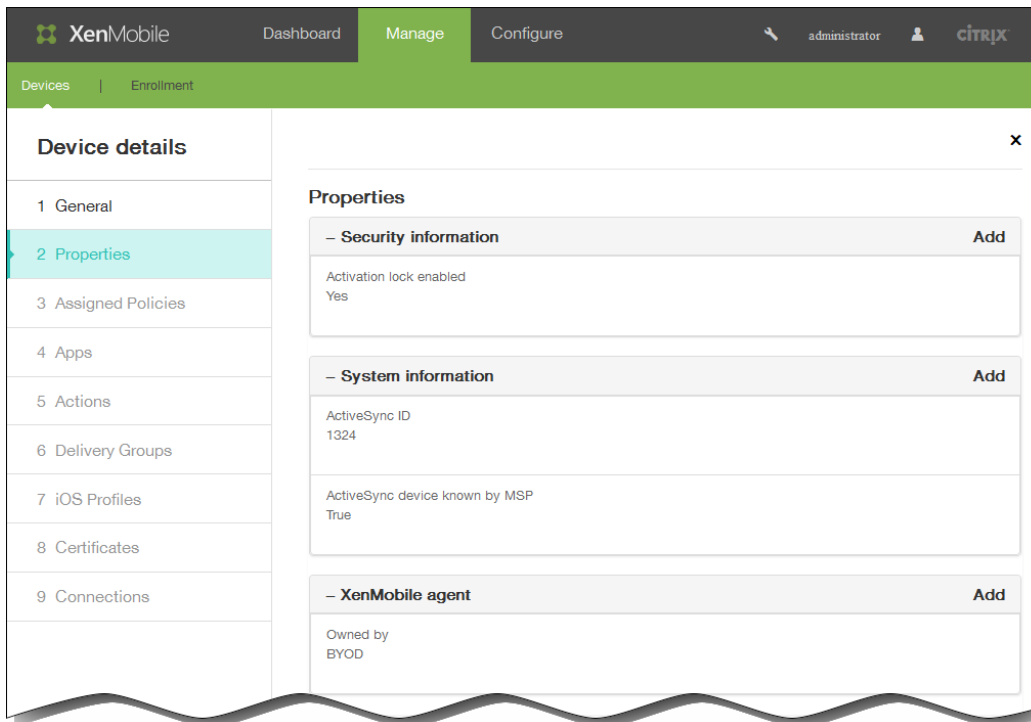 XenMobile Dashboard Manage Configure administrator CİTRIX
Devices | Enrollment
Device details
1 General
2 Properties
3 Assigned Policies
4 Apps
5 Actions
6 Delivery Groups
7 iOS Profiles
8 Certificates
9 Connections
x
Properties
– Security information Add
Activation lock enabled
Yes
– System information Add
ActiveSync ID
1324
ActiveSync device known by MSP
True
– XenMobile agent Add
Owned by
BYOD